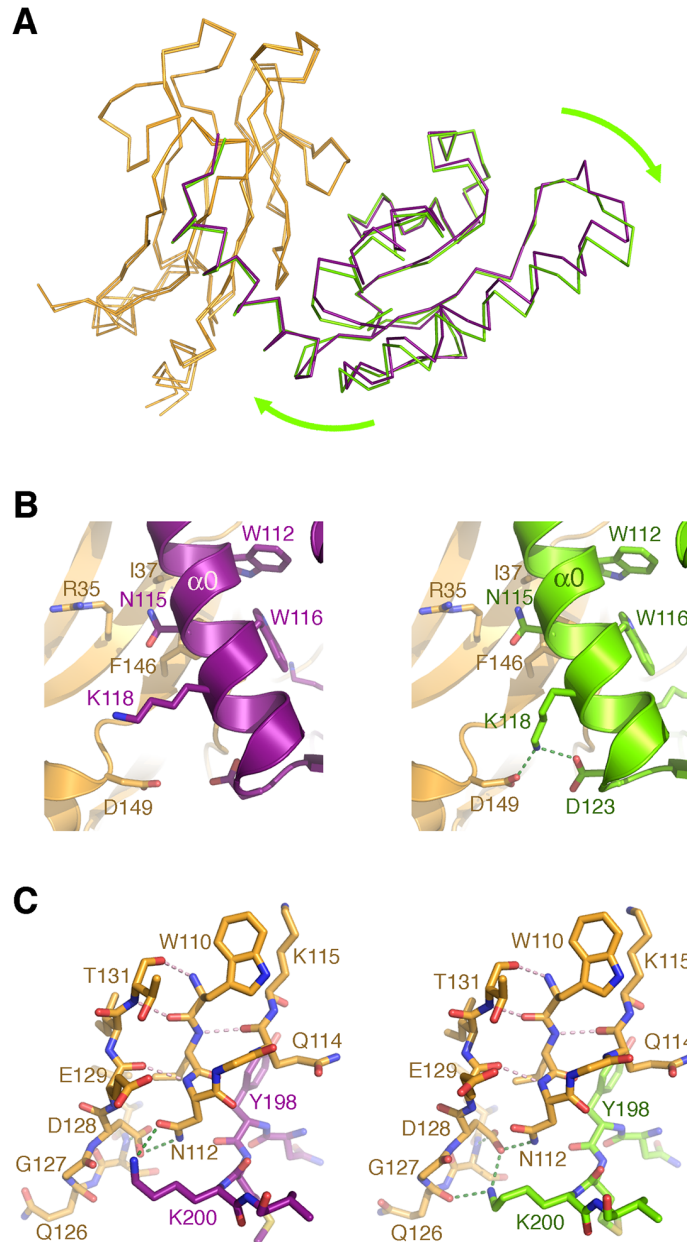 A
B
W112
I37
α0
R35
N115
W116
F146
K118
D149
W112
I37
α0
R35
N115
W116
F146
K118
D149
D123
C
W110
K115
T131
Q114
E129
Y198
D128
G127
N112
Q126
K200
W110
K115
T131
Q114
E129
Y198
D128
G127
N112
Q126
K200